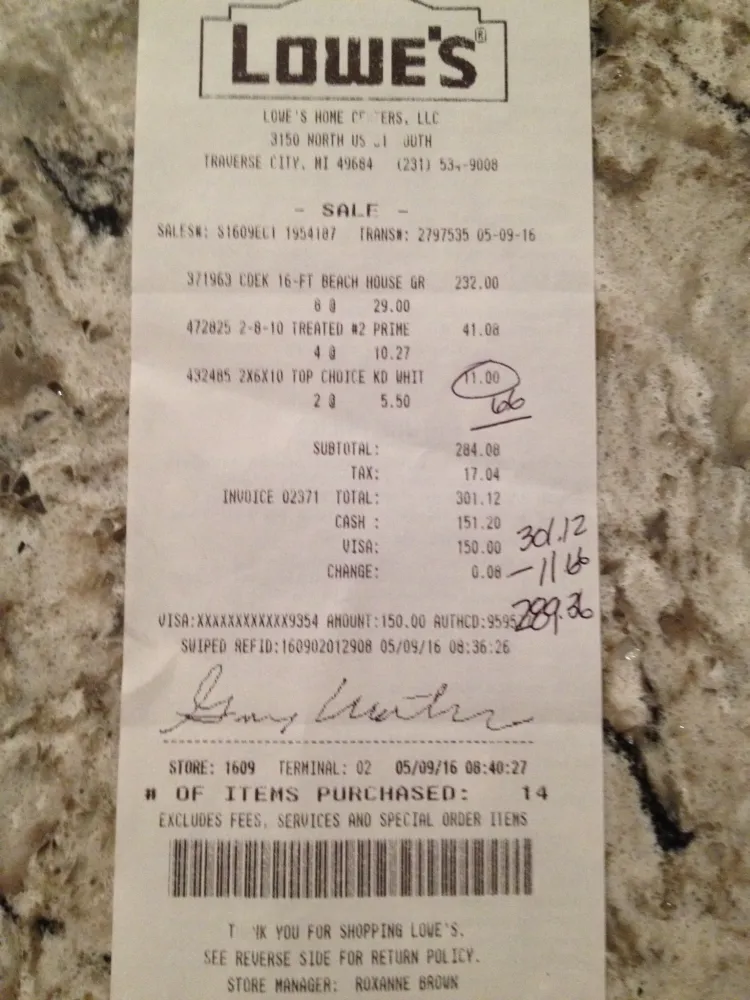 LOWE'S®
LOWE'S HOME ERS, LLC
3150 NORTH US OUTH
TRAVERSE CITY, MI 49684 (231)
- SALE -
SALES#: S1609EC1 1954187 TRANS#: 2797535 05-09-16
371963 CDEK 16-FT BEACH HOUSE GR 232.00
8 @ 29.00
472825 2-8-10 TREATED #2 PRIME 41.08
4 @ 10.27
432485 2X6X10 TOP CHOICE KD WHIT 11.00
2 @ 5.50 66
SUBTOTAL: 284.08
TAX: 17.04
INVOICE 02371 TOTAL: 301.12
CASH : 151.20 301.12
VISA: 150.00
CHANGE: 0.08 - 11 66
289.36
VISA:XXXXXXXXXXXX9354 AMOUNT:150.00 AUTHCD:9595
SWIPED REFID:160902012908 05/09/16 08:36:26
STORE: 1609 TERMINAL: 02 05/09/16 08:40:27
# OF ITEMS PURCHASED: 14
EXCLUDES FEES, SERVICES AND SPECIAL ORDER ITEMS
T NK YOU FOR SHOPPING LOWE'S.
SEE REVERSE SIDE FOR RETURN POLICY.
STORE MANAGER: ROXANNE BROWN